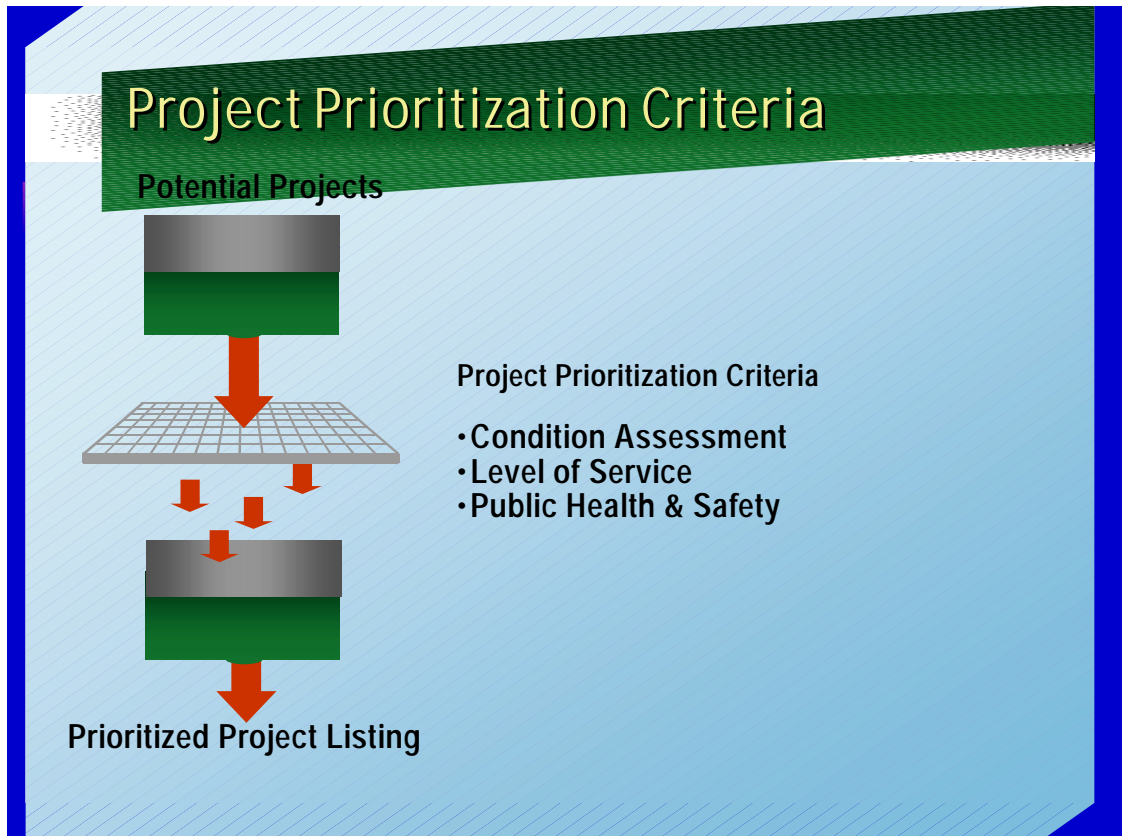 Project Prioritization Criteria
Potential Projects
Project Prioritization Criteria
•Condition Assessment
•Level of Service
•Public Health & Safety
Prioritized Project Listing